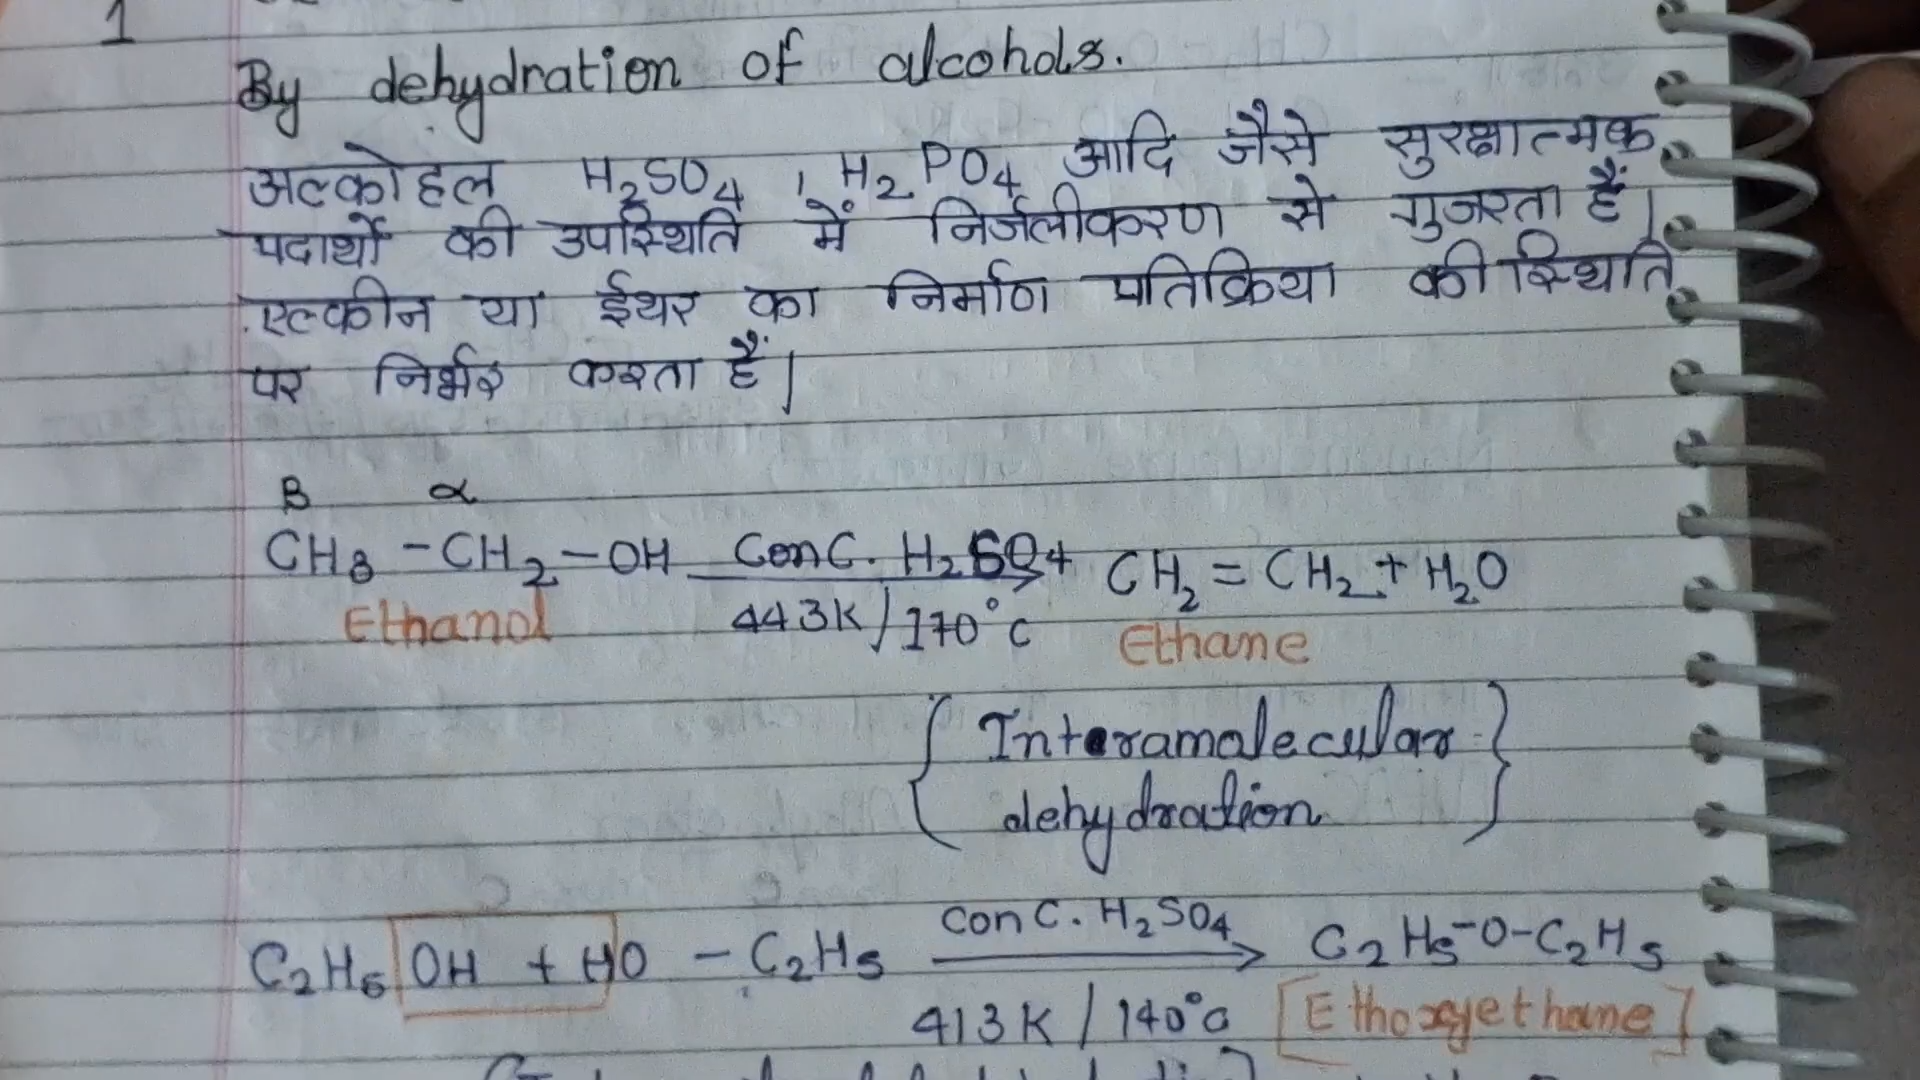 1
By dehydration of alcohols.
अल्कोहल H₂SO₄, H₂PO₄ आदि जैसे सुरक्षात्मक
पदार्थों की उपस्थिति में निर्जलीकरण से गुजरता हैं।
एल्कीन या ईथर का निर्माण प्रतिक्रिया की स्थिति
पर निर्भर करता हैं।
B α
CH₃ -CH₂ -OH Conc. H₂SO₄ CH₂ = CH₂ + H₂O
Ethanol 443K/170°C Ethane
{Interamolecular
dehydration}
C₂H₅ OH + HO - C₂H₅ conc. H₂SO₄ C₂H₅-O-C₂H₅
413K/140°C [Ethoxyethane]